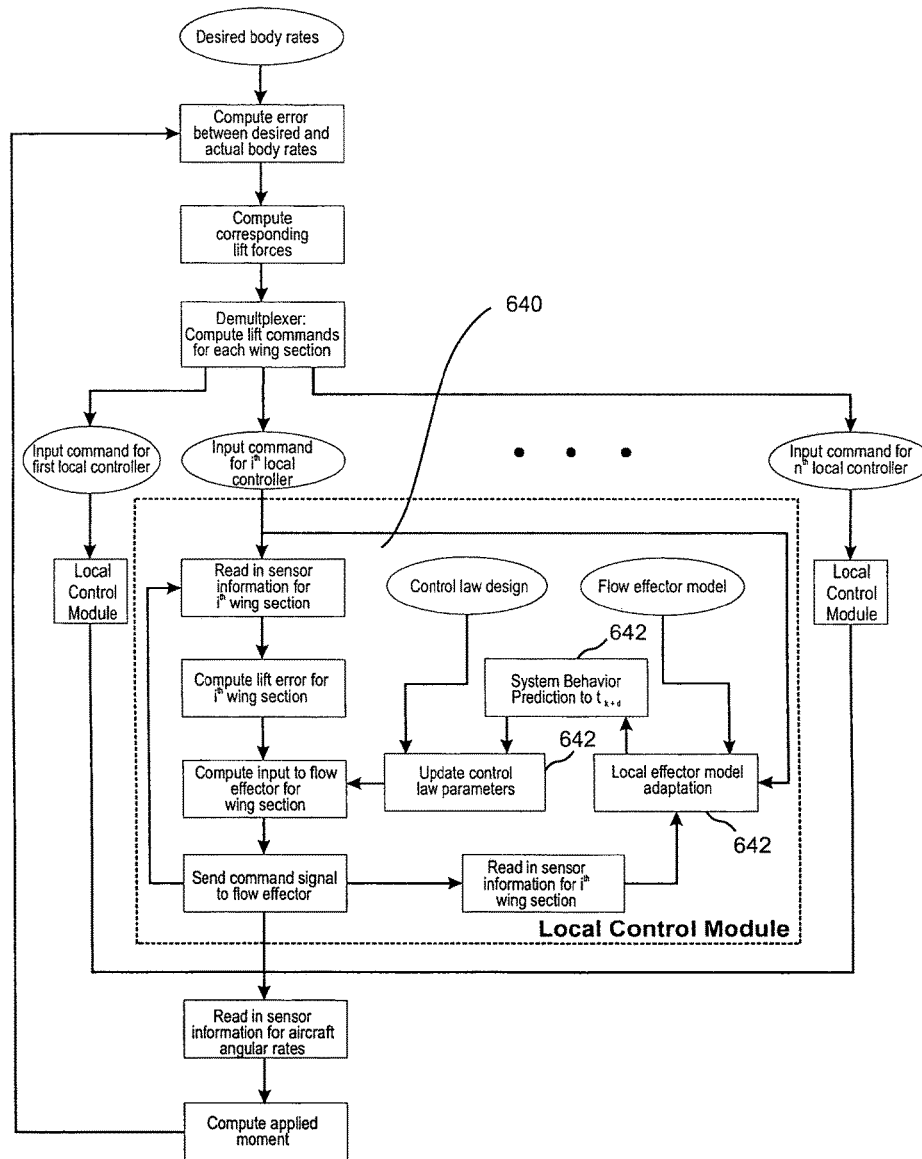 Desired body rates
Compute error
between desired and
actual body rates
Compute
corresponding
lift forces
Demultplexer:
Compute lift commands
for each wing section
640
Input command for
first local controller
Input command
for i th local
controller
• • •
Input command for
n th local controller
Local
Control
Module
Read in sensor
information for
i th wing section
Control law design
Flow effector model
Local
Control
Module
642
System Behavior
Prediction to t k+d
Compute lift error for
i th wing section
642
Compute input to flow
effector for
wing section
Update control
law parameters
Local effector model
adaptation
642
Send command signal
to flow effector
Read in sensor
information for i th
wing section
Local Control Module
Read in sensor
information for aircraft
angular rates
Compute applied
moment